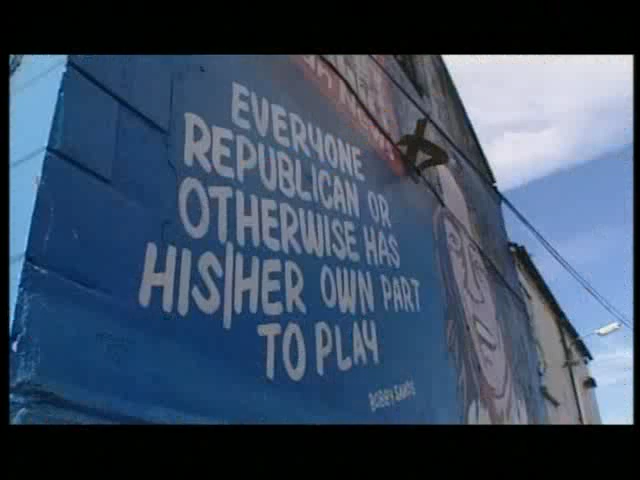 EVERYONE
REPUBLICAN OR
OTHERWISE HAS
HIS/HER OWN PART
TO PLAY
BOBBY SANDS